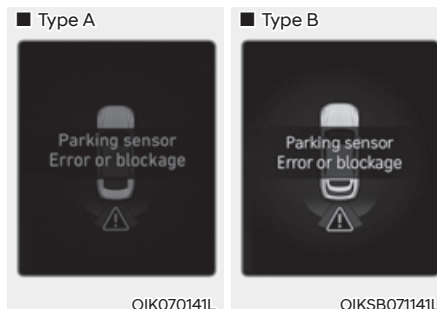 ■ Type A
Parking sensor
Error or blockage
OIK070141L
■ Type B
Parking sensor
Error or blockage
OIKSB071141L